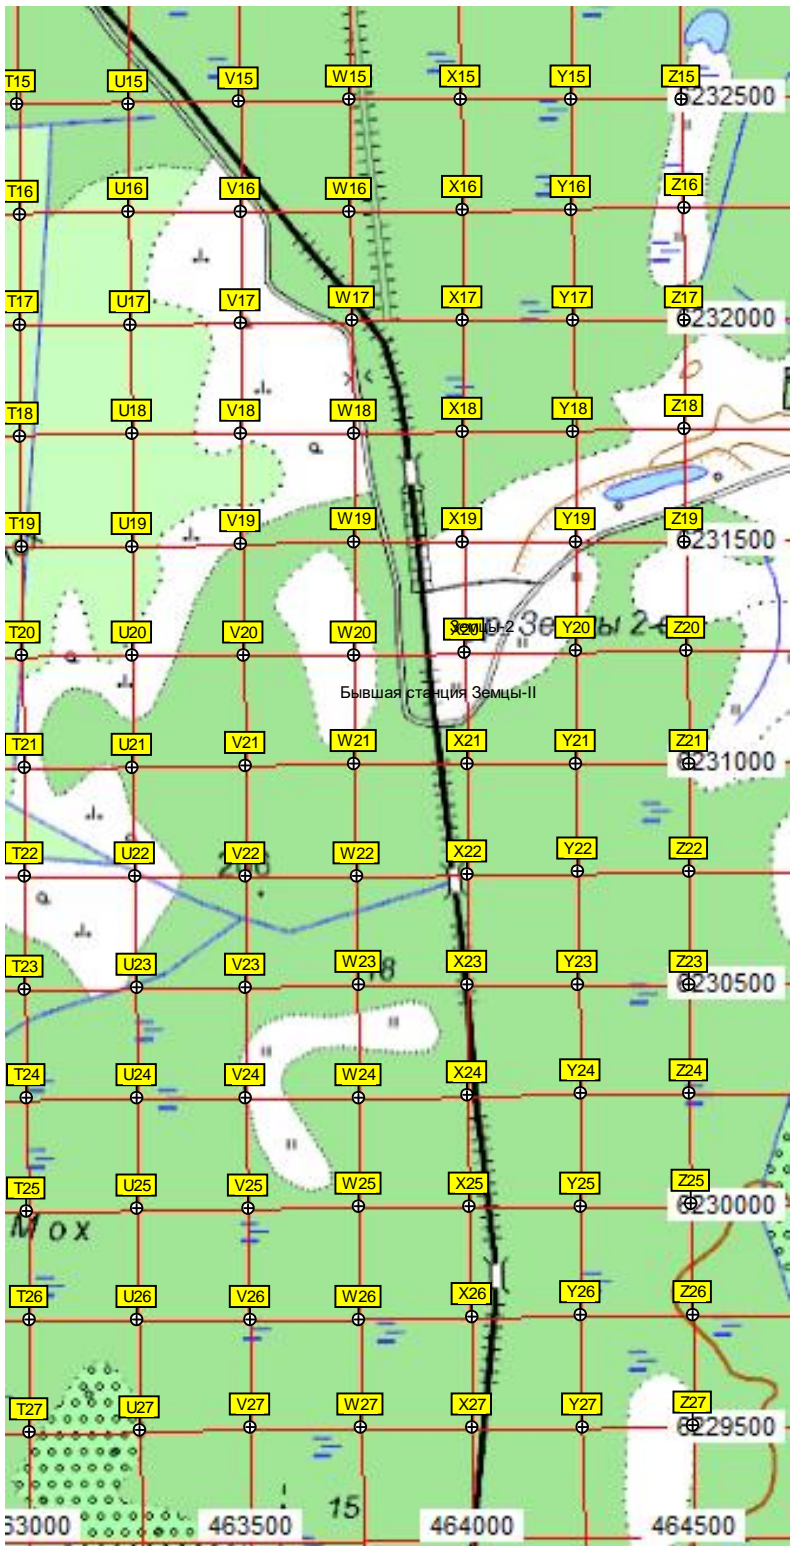 T15 U15 V15 W15 X15 Y15 Z15
6232500
T16 U16 V16 W16 X16 Y16 Z16
T17 U17 V17 W17 X17 Y17 Z17
6232000
T18 U18 V18 W18 X18 Y18 Z18
T19 U19 V19 W19 X19 Y19 Z19
6231500
T20 U20 V20 W20 X20 Земцы-2 Y20 Z20
Бывшая станция Земцы-II
T21 U21 V21 W21 X21 Y21 Z21
6231000
T22 U22 V22 W22 X22 Y22 Z22
T23 U23 V23 W23 18 X23 Y23 Z23
6230500
T24 U24 V24 W24 X24 Y24 Z24
T25 U25 V25 W25 X25 Y25 Z25
6230000
Мох
T26 U26 V26 W26 X26 Y26 Z26
T27 U27 V27 W27 X27 Y27 Z27
6229500
15
63000 463500 464000 464500